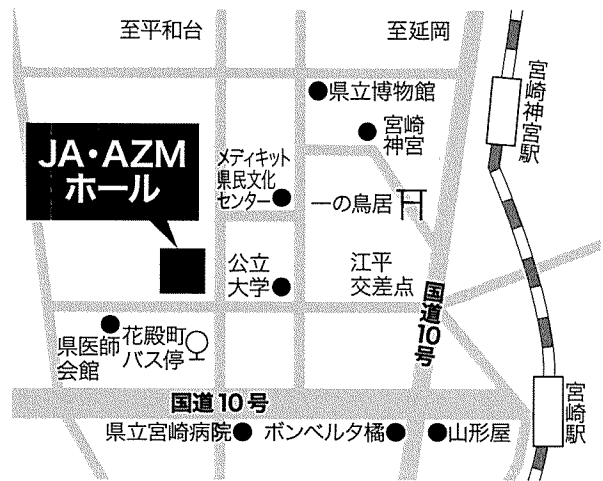 至平和台
至延岡
県立博物館
宮崎神宮駅
宮崎
神宮
JA・AZM
ホール
メディキット
県民文化
センター
一の鳥居
公立
大学
江平
交差点
国道10号
県医師
会館
花殿町
バス停
国道10号
宮崎駅
県立宮崎病院
ボンベルタ橘
山形屋